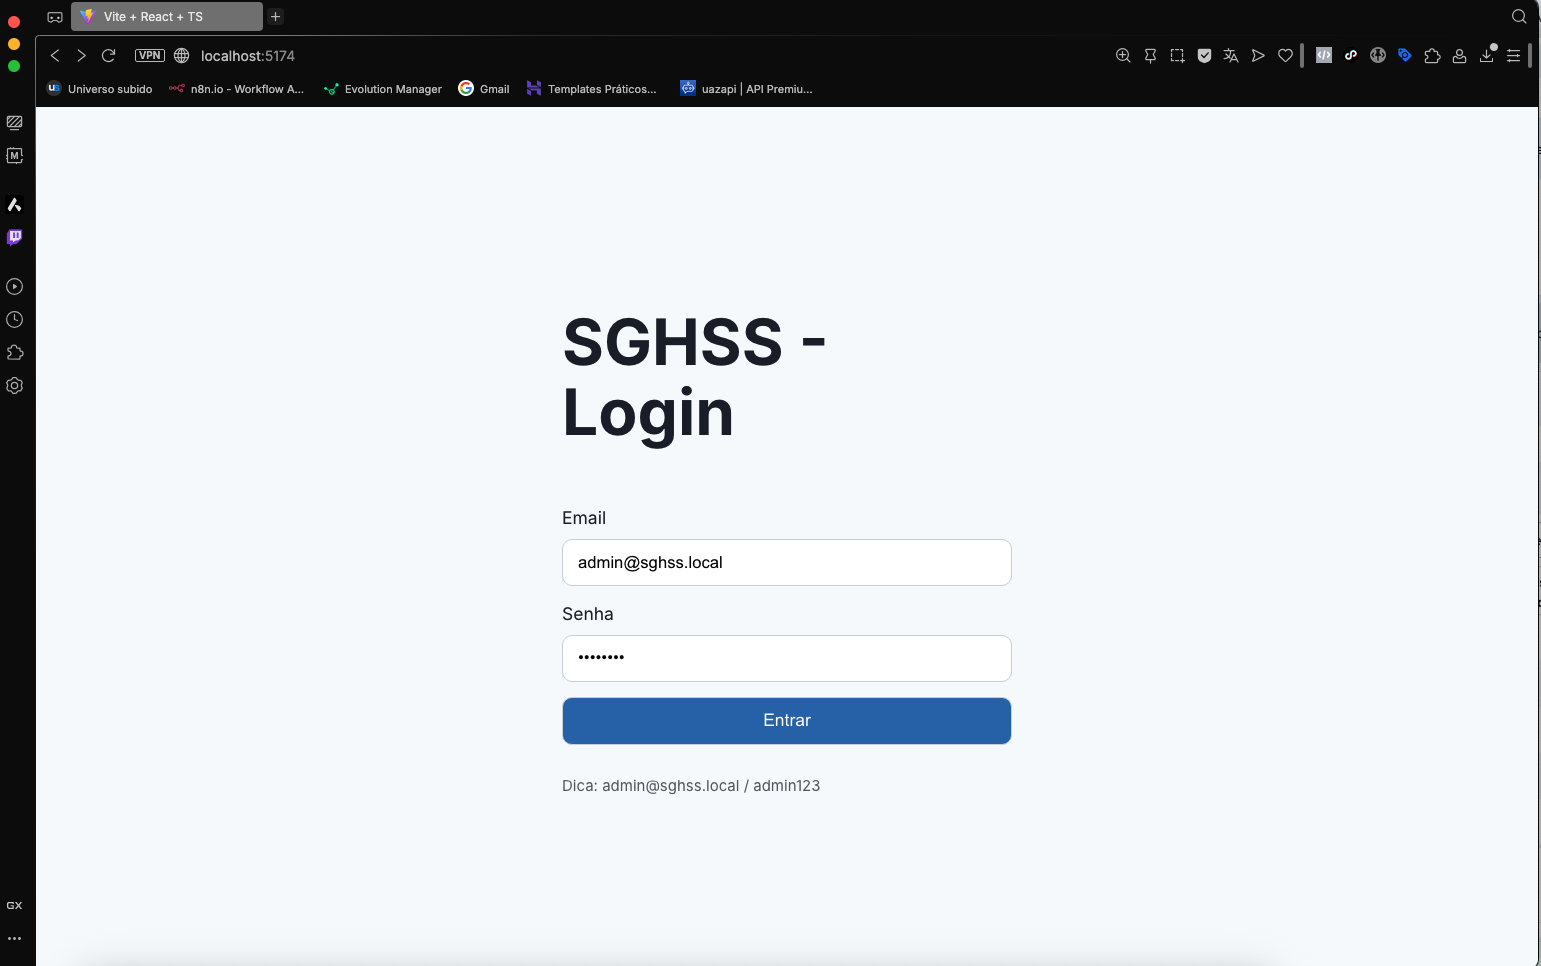 Vite + React + TS
VPN
localhost:5174
Universo subido
n8n.io - Workflow A...
Evolution Manager
Gmail
Templates Práticos...
uazapi | API Premiu...
M
SGHSS -
Login
Email
admin@sghss.local
Senha
Entrar
Dica: admin@sghss.local / admin123
GX